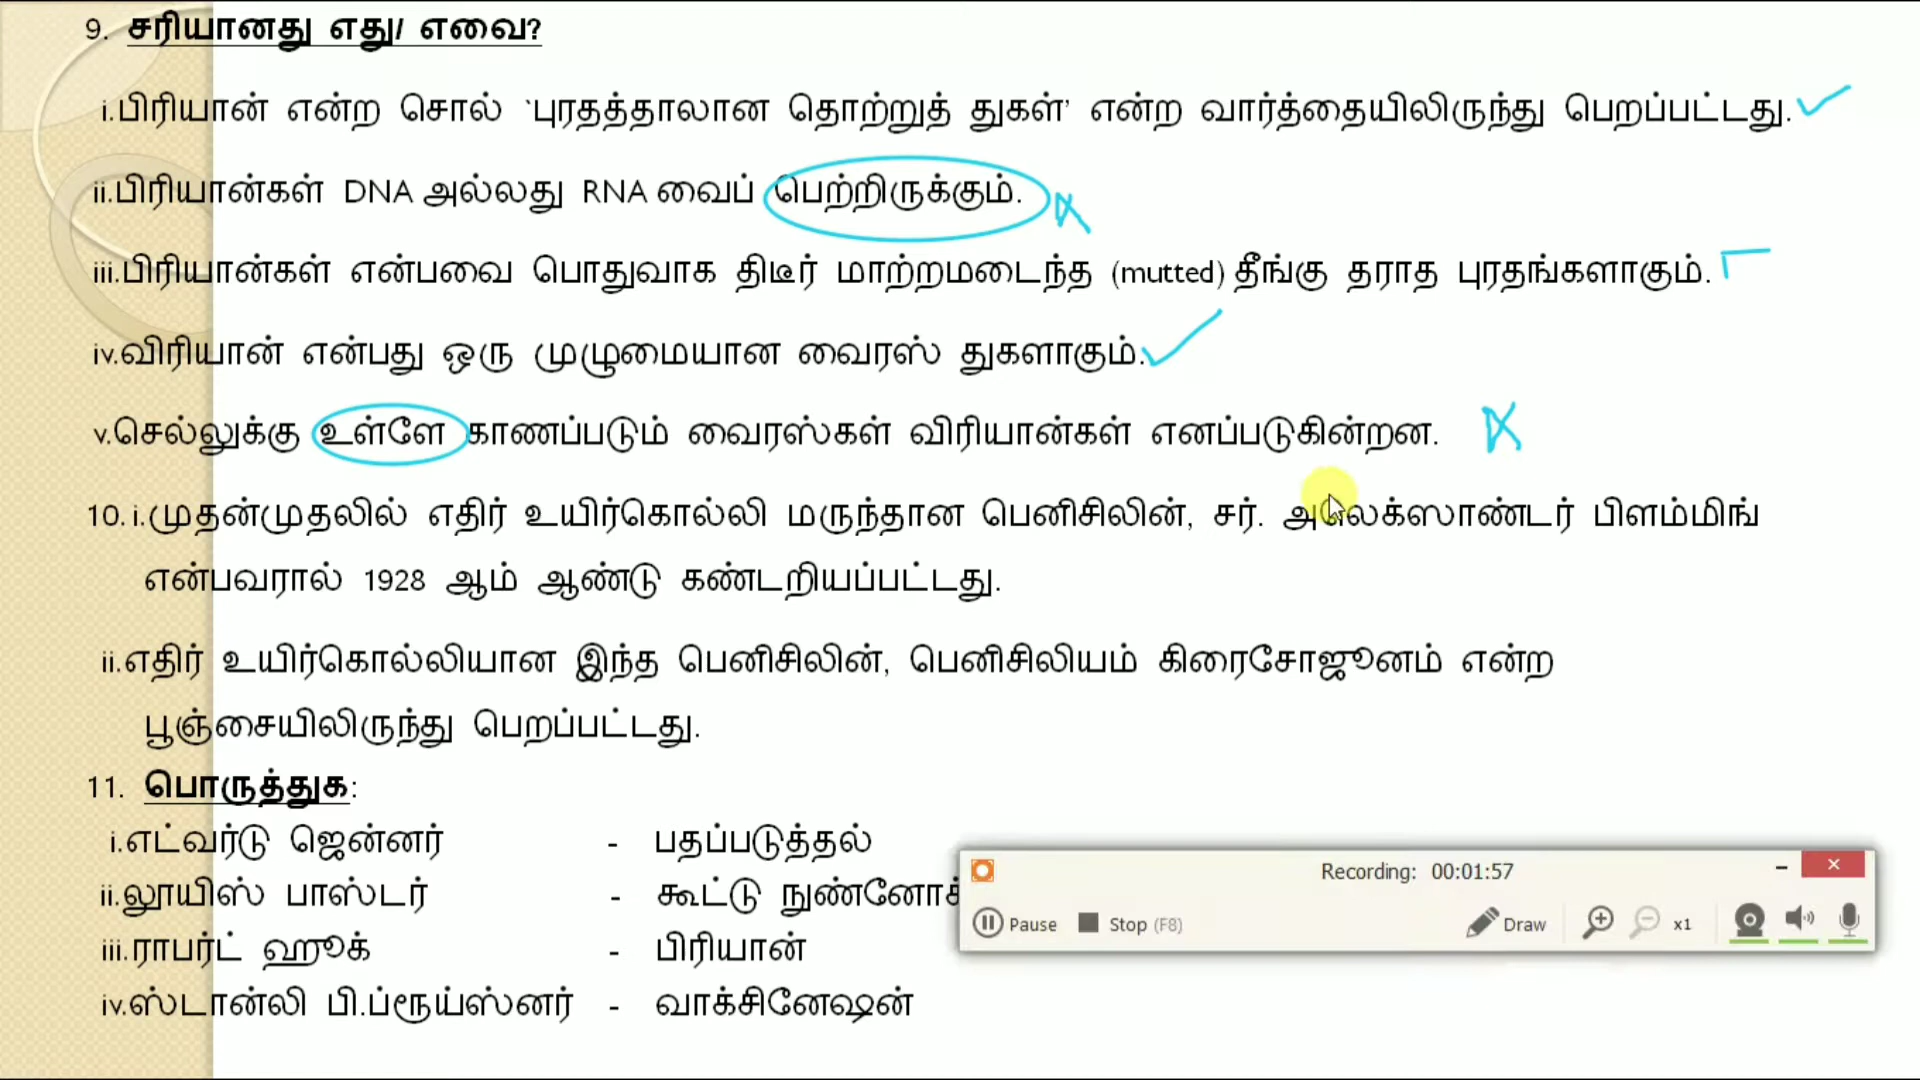 9. சரியானது எது/ எவை?
i.பிரியான் என்ற சொல் ‛புரதத்தாலான தொற்றுத் துகள்’ என்ற வார்த்தையிலிருந்து பெறப்பட்டது.
ii.பிரியான்கள் DNA அல்லது RNA வைப் பெற்றிருக்கும்.
iii.பிரியான்கள் என்பவை பொதுவாக திடீர் மாற்றமடைந்த (mutted) தீங்கு தராத புரதங்களாகும்.
iv.விரியான் என்பது ஒரு முழுமையான வைரஸ் துகளாகும்.
v.செல்லுக்கு உள்ளே காணப்படும் வைரஸ்கள் விரியான்கள் எனப்படுகின்றன.
10. i.முதன்முதலில் எதிர் உயிர்கொல்லி மருந்தான பெனிசிலின், சர். அலெக்ஸாண்டர் பிளம்மிங்
என்பவரால் 1928 ஆம் ஆண்டு கண்டறியப்பட்டது.
ii.எதிர் உயிர்கொல்லியான இந்த பெனிசிலின், பெனிசிலியம் கிரைசோஜூனம் என்ற
பூஞ்சையிலிருந்து பெறப்பட்டது.
11. பொருத்துக:
i.எட்வர்டு ஜென்னர் - பதப்படுத்தல்
ii.லூயிஸ் பாஸ்டர் - கூட்டு
iii.ராபர்ட் ஹூக் - பிரியான்
iv.ஸ்டான்லி பி.ப்ரூய்ஸ்னர் - வாக்சினேஷன்
Recording: 00:01:57
Pause Stop (F8) Draw x1